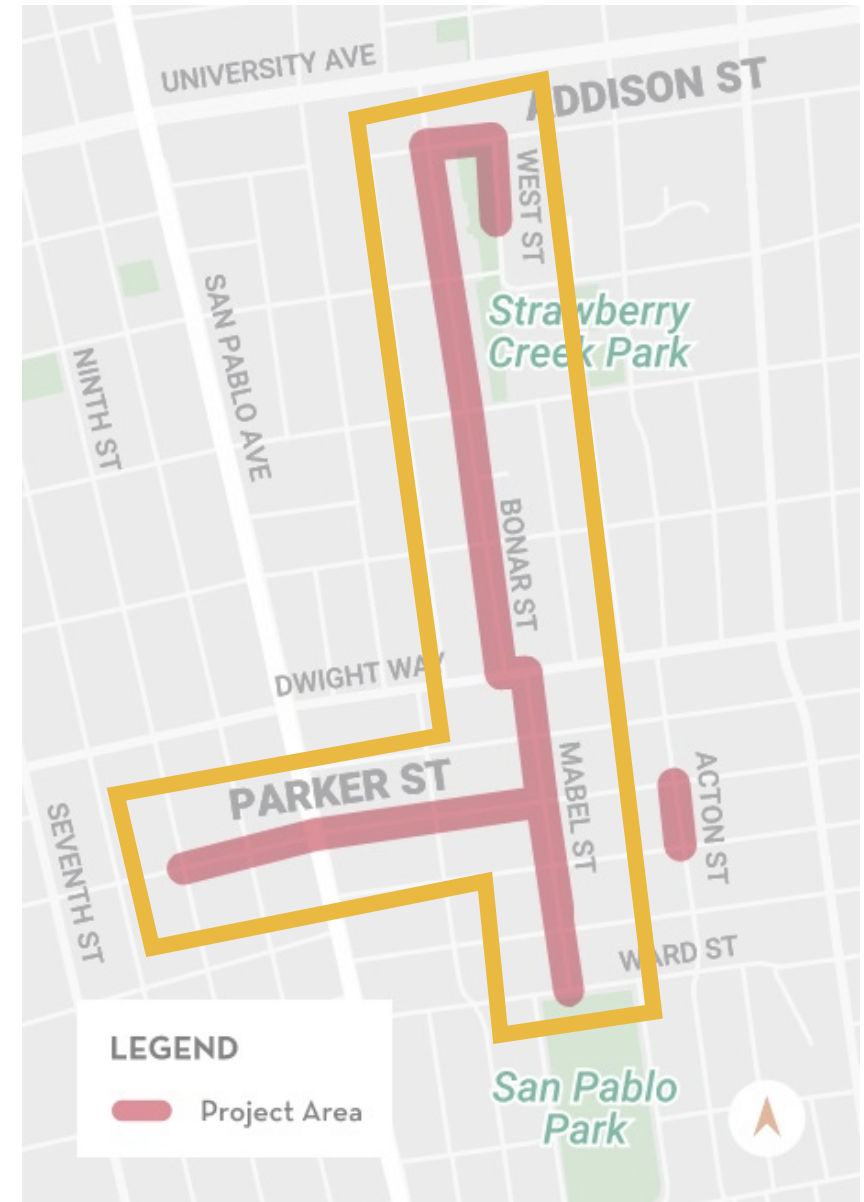 UNIVERSITY AVE
ADDISON ST
WEST ST
SAN PABLO AVE
Strawberry
Creek Park
NINTH ST
BONAR ST
DWIGHT WAY
PARKER ST
MABEL ST
ACTON ST
SEVENTH ST
WARD ST
LEGEND
Project Area
San Pablo
Park